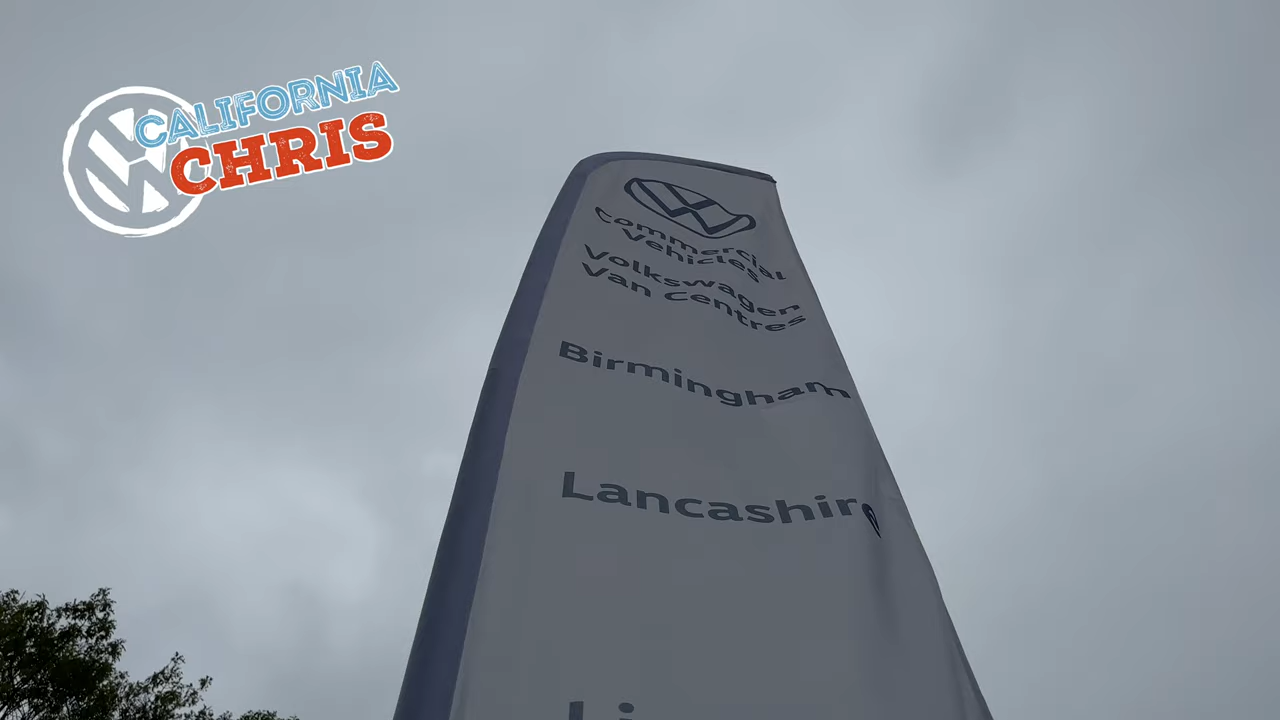 CALIFORNIA
CHRIS
Commercial
Vehicles
Volkswagen
Van Centres
Birmingham
Lancashire